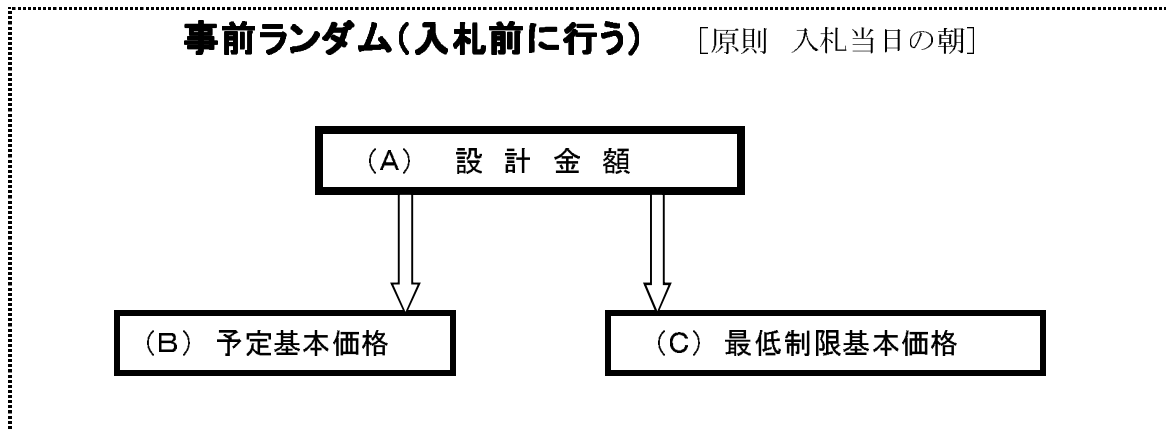 事前ランダム（入札前に行う） ［原則 入札当日の朝］
（A） 設 計 金 額
（B） 予定基本価格
（C） 最低制限基本価格